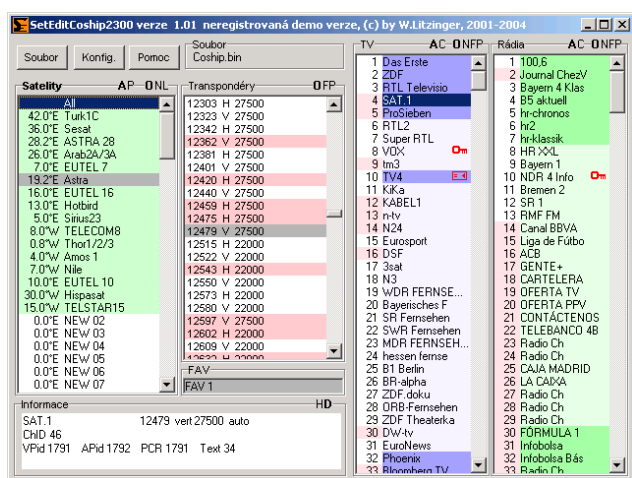 SetEditCoship2300 verze 1.01 neregistrovaná demo verze, (c) by W.Litzinger, 2001-2004
Soubor
Konfig.
Pomoc
Soubor
Coship.bin
Satelity AP-ONL
All
42.0°E Turk1C
36.0°E Sesat
28.2°E ASTRA 28
26.0°E Arab2A/3A
7.0°E EUTEL 7
19.2°E Astra
16.0°E EUTEL 16
13.0°E Hotbird
5.0°E Sirius23
8.0°W TELECOM8
0.8°W Thor1/2/3
4.0°W Amos 1
7.0°W Nile
10.0°E EUTEL 10
30.0°W Hispasat
15.0°W TELSTAR15
0.0°E NEW 02
0.0°E NEW 03
0.0°E NEW 04
0.0°E NEW 05
0.0°E NEW 06
0.0°E NEW 07
Transpondéry OFP
12303 H 27500
12323 V 27500
12342 H 27500
12362 V 27500
12381 H 27500
12401 V 27500
12420 H 27500
12440 V 27500
12459 H 27500
12475 H 27500
12479 V 27500
12515 H 22000
12522 V 22000
12543 H 22000
12550 V 22000
12573 H 22000
12580 V 22000
12597 V 27500
12602 V 27500
12609 V 27500
12633 H 22000
FAV
FAV 1
Informace HD
SAT.1 12479 vert 27500 auto
ChID 46
VPid 1791 APid 1792 PCR 1791 Text 34
TV AC-ONFP
1 Das Erste
2 ZDF
3 RTL Televisio
4 SAT.1
5 ProSieben
6 RTL2
7 Super RTL
8 VOX
9 tm3
10 TV4
11 KiKa
12 KABEL1
13 n-tv
14 N24
15 Eurosport
16 DSF
17 3sat
18 N3
19 WDR FERNSE...
20 Bayerisches F
21 SR Fernsehen
22 SWR Fernsehen
23 MDR FERNSEH...
24 hessen fernse
25 B1 Berlin
26 BR-alpha
27 ZDF.doku
28 ORB-Fernsehen
29 ZDF Theaterka
30 DW-tv
31 EuroNews
32 Phoenix
33 Bloomberg TV
Rádia AC-ONFP
1 100,6
2 Journal ChezV
3 Bayern 4 Klas
4 B5 aktuell
5 hr-chronos
6 hr2
7 hr-klassik
8 HR XXL
9 Bayern 1
10 NDR 4 Info
11 Bremen 2
12 SR 1
13 RMF FM
14 Canal BBVA
15 Liga de Fútbo
16 ACB
17 GENTE+
18 CARTELERA
19 OFERTA TV
20 OFERTA PPV
21 CONTÁCTENOS
22 TELEBANCO 4B
23 Radio Ch
24 Radio Ch
25 CAJA MADRID
26 LA CAIXA
27 Radio Ch
28 Radio Ch
29 Radio Ch
30 FÓRMULA 1
31 Infobolsa
32 Infobolsa Bás
33 Radio Ch